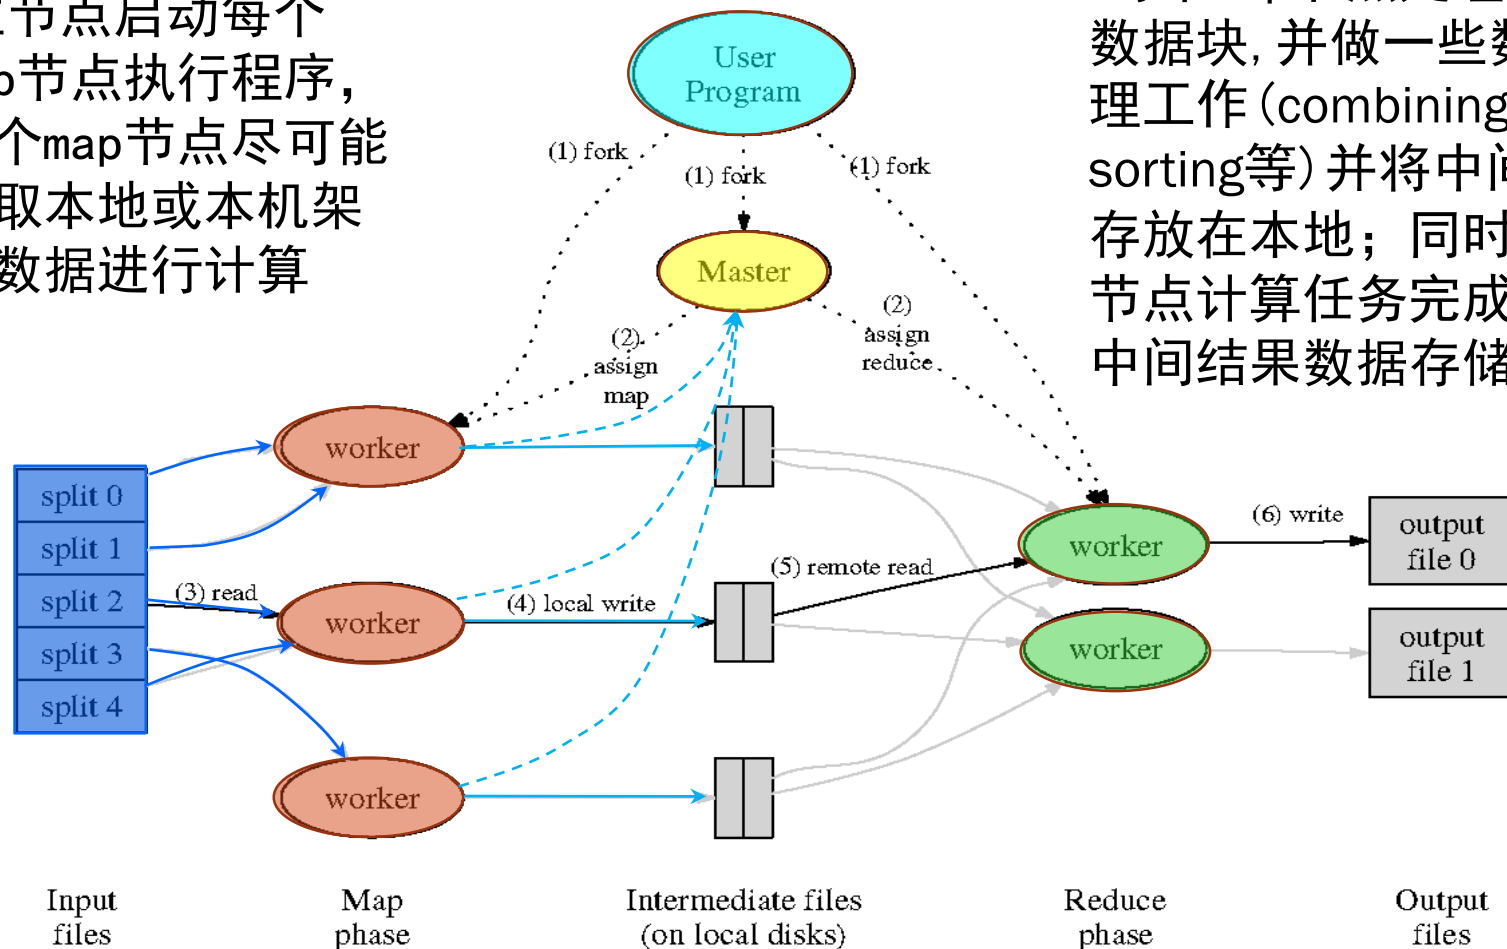 节点启动每个
节点执行程序，
个map节点尽可能
取本地或本机架
数据进行计算
数据块,并做一些数
理工作(combining
sorting等)并将中间
存放在本地；同时
节点计算任务完成
中间结果数据存储
User
Program
(1) fork
(1) fork
(1) fork
Master
(2)
assign
map
(2)
assign
reduce
split 0
split 1
split 2
split 3
split 4
(3) read
worker
worker
worker
(4) local write
(5) remote read
worker
worker
(6) write
output
file 0
output
file 1
Input
files
Map
phase
Intermediate files
(on local disks)
Reduce
phase
Output
files